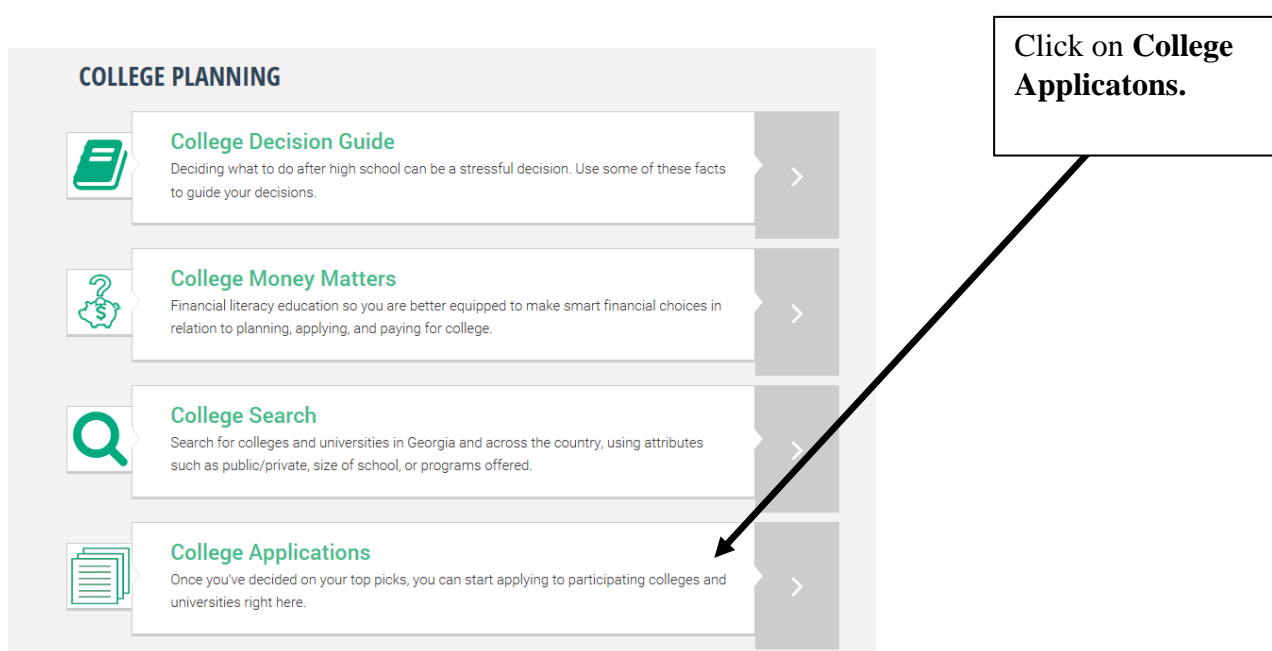 Click on College
Applicatons.
COLLEGE PLANNING
College Decision Guide
Deciding what to do after high school can be a stressful decision. Use some of these facts
to guide your decisions.
?
$
College Money Matters
Financial literacy education so you are better equipped to make smart financial choices in
relation to planning, applying, and paying for college.
College Search
Search for colleges and universities in Georgia and across the country, using attributes
such as public/private, size of school, or programs offered.
College Applications
Once you've decided on your top picks, you can start applying to participating colleges and
universities right here.